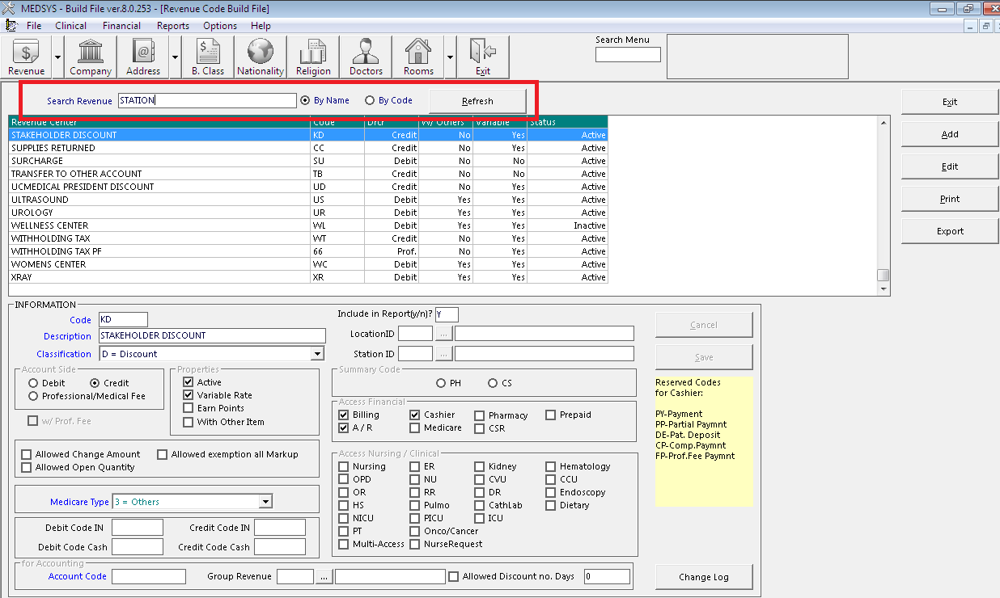 MEDSYS - Build File ver.8.0.253 - [Revenue Code Build File]
File Clinical Financial Reports Options Help
Revenue Company Address B. Class Nationality Religion Doctors Rooms Exit
Search Menu
Search Revenue STATION By Name By Code Refresh
Revenue Center Code DrCr W/ Others Variable Status
STAKEHOLDER DISCOUNT KD Credit No Yes Active
SUPPLIES RETURNED CC Credit No Yes Active
SURCHARGE SU Debit No No Active
TRANSFER TO OTHER ACCOUNT TB Credit No No Active
UCMEDICAL PRESIDENT DISCOUNT UD Credit No Yes Active
ULTRASOUND US Debit Yes Yes Active
UROLOGY UR Debit Yes Yes Active
WELLNESS CENTER WL Debit Yes Yes Inactive
WITHHOLDING TAX WT Credit No Yes Active
WITHHOLDING TAX PF 66 Prof. No Yes Active
WOMENS CENTER WC Debit Yes Yes Active
XRAY XR Debit Yes Yes Active
Exit
Add
Edit
Print
Export
INFORMATION
Code KD
Description STAKEHOLDER DISCOUNT
Classification D = Discount
Include in Report(y/n)? Y
LocationID ...
Station ID ...
Account Side
Debit Credit
Professional/Medical Fee
w/ Prof. Fee
Properties
Active
Variable Rate
Earn Points
With Other Item
Summary Code
PH CS
Access Financial
Billing Cashier Pharmacy Prepaid
A / R Medicare CSR
Allowed Change Amount Allowed exemption all Markup
Allowed Open Quantity
Access Nursing / Clinical
Nursing ER Kidney Hematology
OPD NU CVU CCU
OR RR DR Endoscopy
HS Pulmo CathLab Dietary
NICU PICU ICU
PT Onco/Cancer
Multi-Access NurseRequest
Medicare Type 3 = Others
Debit Code IN Credit Code IN
Debit Code Cash Credit Code Cash
for Accounting
Account Code Group Revenue ... Allowed Discount no. Days 0
Cancel
Save
Reserved Codes
for Cashier:
PY-Payment
PP-Partial Paymnt
DE-Pat. Deposit
CP-Comp.Paymnt
FP-Prof.Fee Paymnt
Change Log